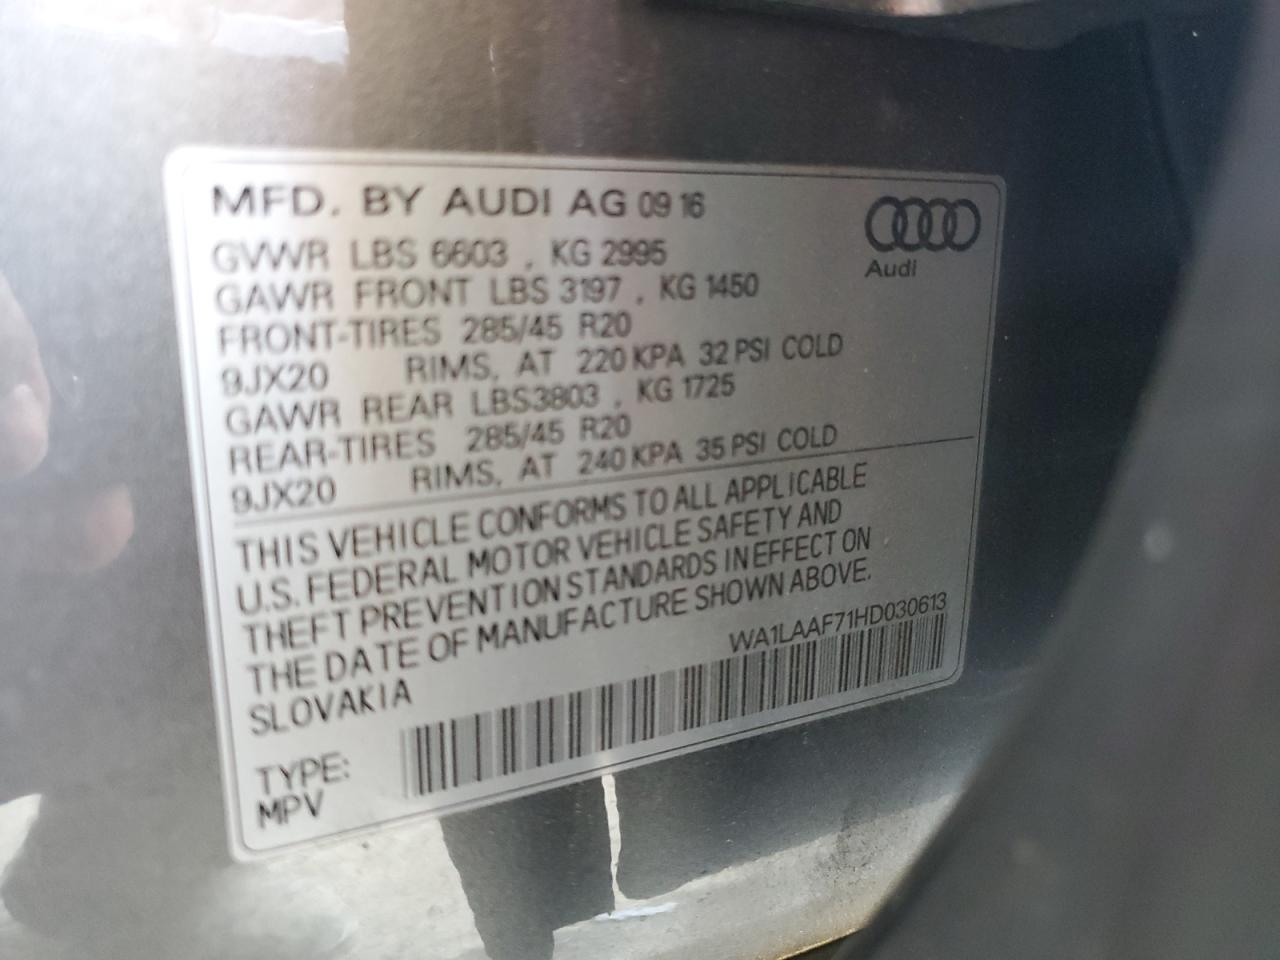 MFD. BY AUDI AG 09 16
Audi
GVWR LBS 6603 , KG 2995
GAWR FRONT LBS 3197 , KG 1450
FRONT-TIRES 285/45 R20
9JX20 RIMS, AT 220 KPA 32 PSI COLD
GAWR REAR LBS3803 , KG 1725
REAR-TIRES 285/45 R20
9JX20 RIMS, AT 240 KPA 35 PSI COLD
THIS VEHICLE CONFORMS TO ALL APPLICABLE
U.S. FEDERAL MOTOR VEHICLE SAFETY AND
THEFT PREVENTION STANDARDS IN EFFECT ON
THE DATE OF MANUFACTURE SHOWN ABOVE.
SLOVAKIA
WA1LAAF71HD030613
TYPE:
MPV